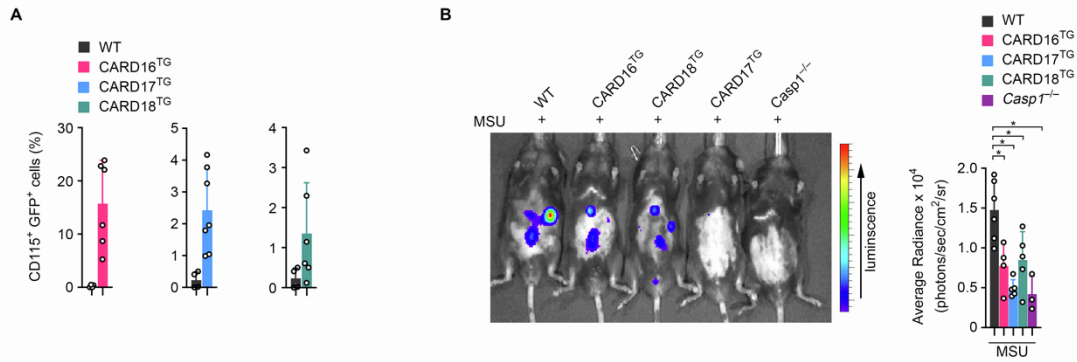 A
WT
CARD16TG
CARD17TG
CARD18TG
CD115+ GFP+ cells (%)
30
20
10
0
5
4
3
2
1
0
4
3
2
1
0
B
WT
CARD16TG
CARD18TG
CARD17TG
Casp1–/–
MSU + + + + +
luminscence
WT
CARD16TG
CARD17TG
CARD18TG
Casp1–/–
* 
*
*
*
Average Radiance x 104
(photons/sec/cm2/sr)
2.0
1.5
1.0
0.5
0
MSU